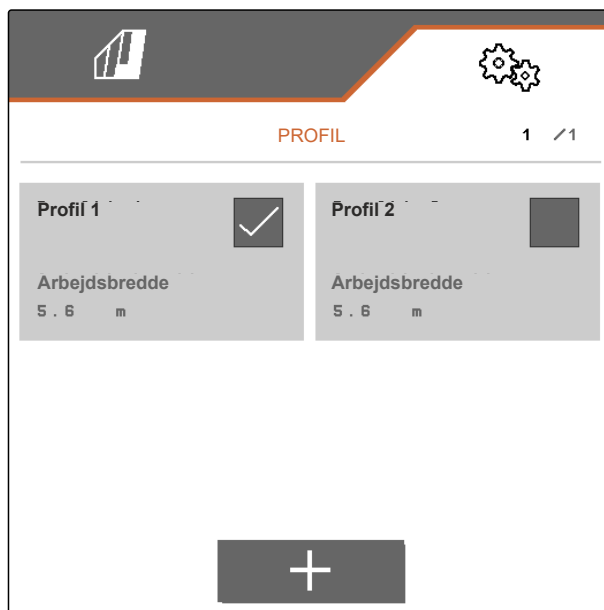 PROFIL 1 /1
Profil 1
Arbejdsbredde
5.6 m
Profil 2
Arbejdsbredde
5.6 m